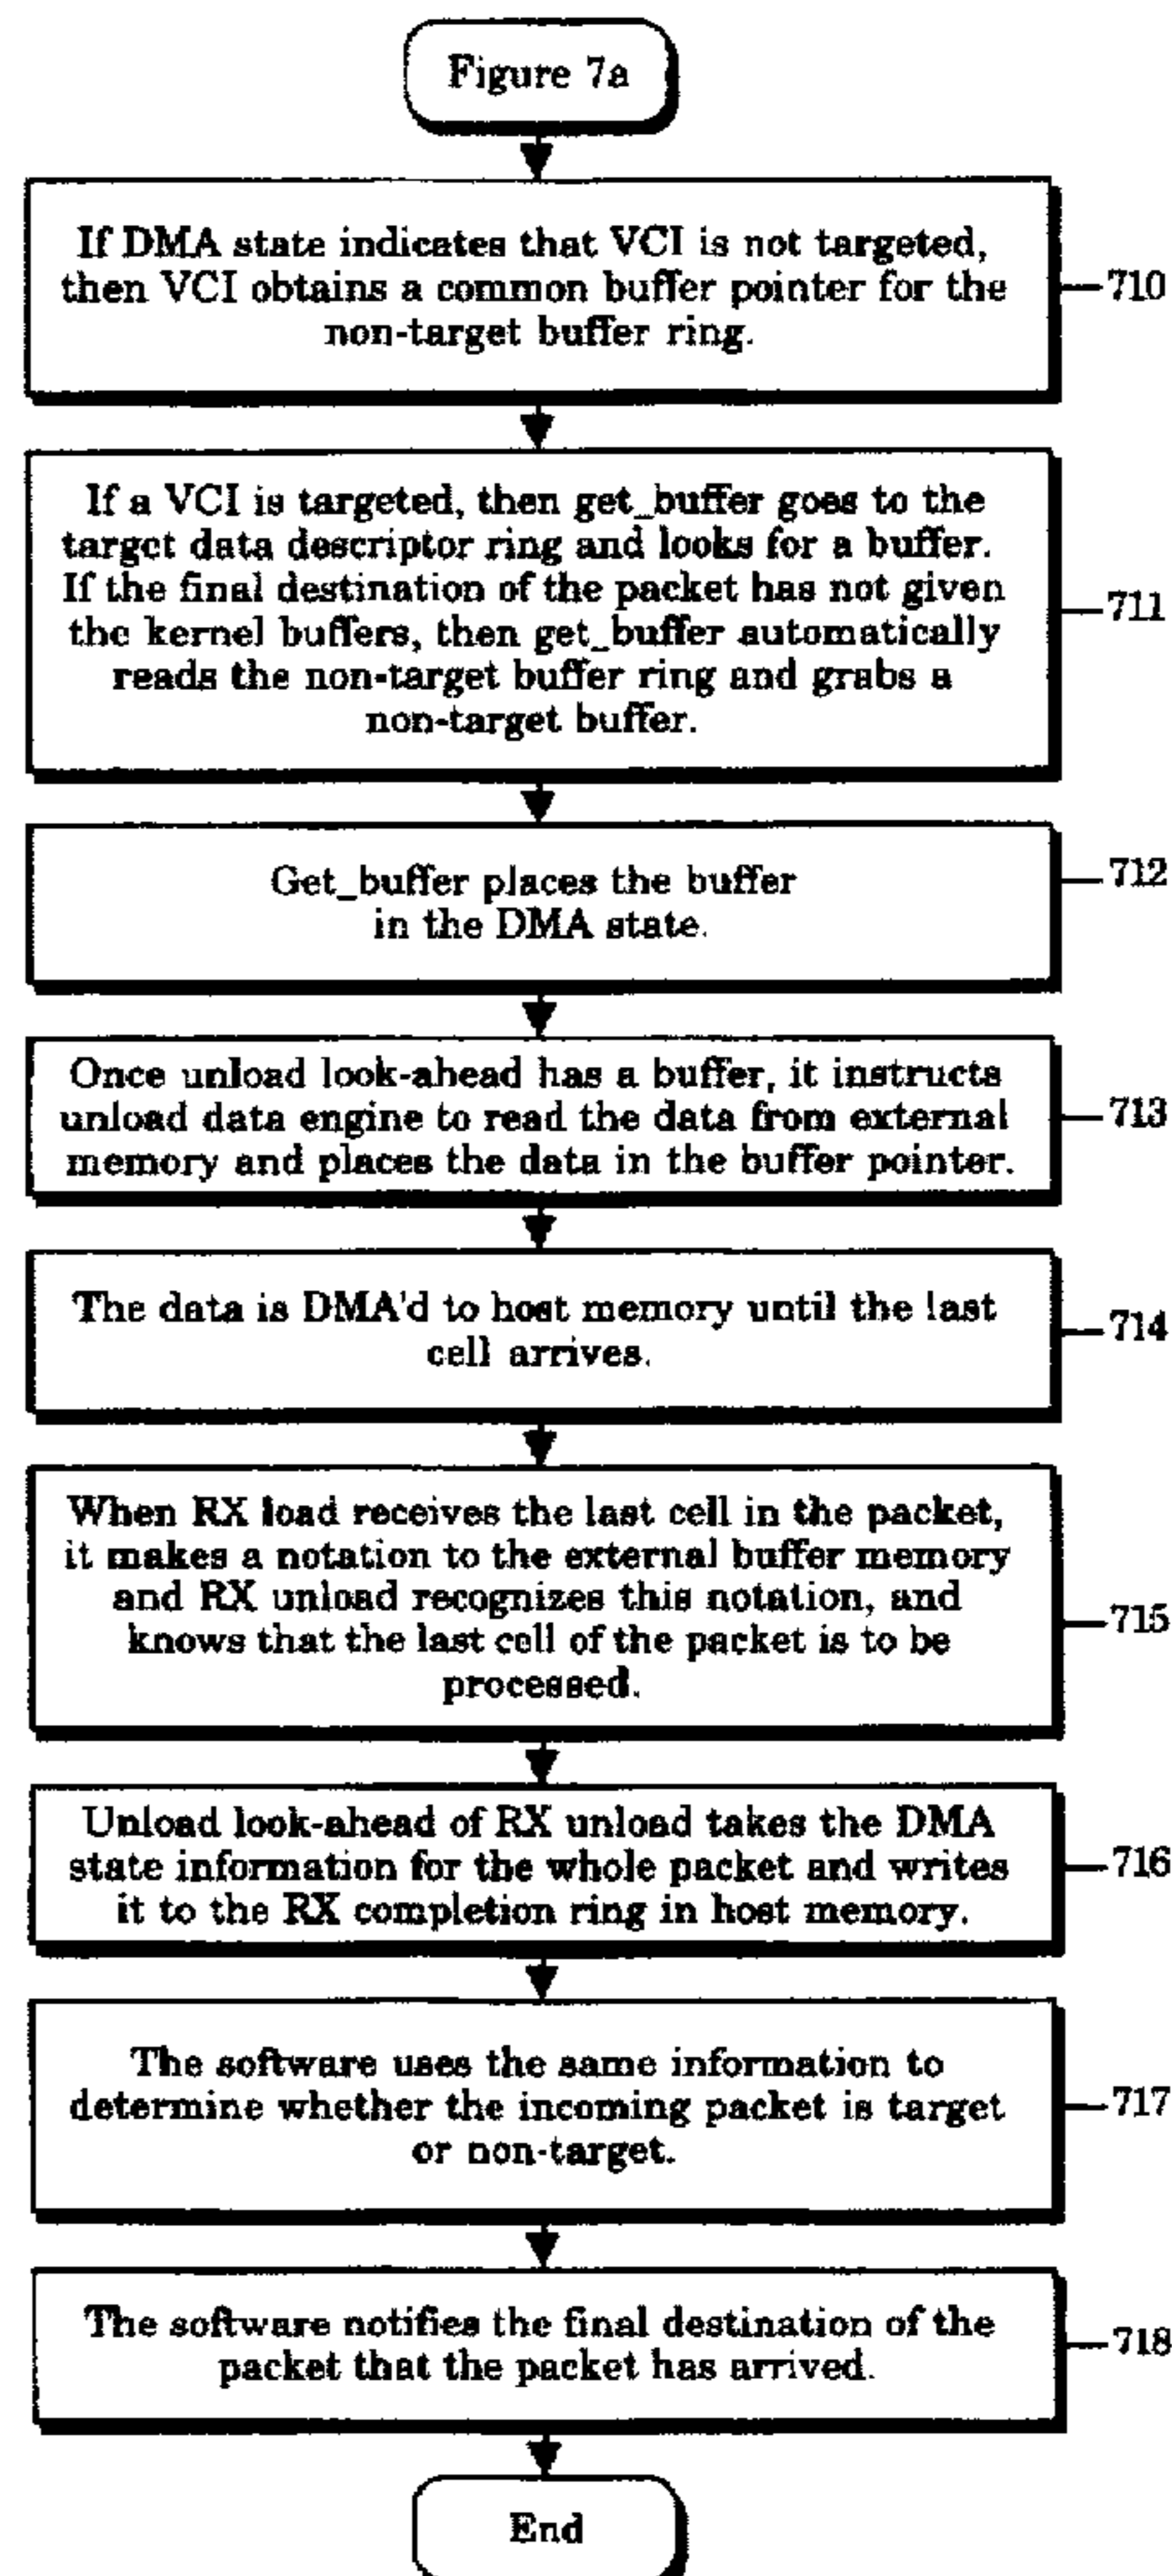 Figure 7a
If DMA state indicates that VCI is not targeted,
then VCI obtains a common buffer pointer for the
non-target buffer ring.
710
If a VCI is targeted, then get_buffer goes to the
target data descriptor ring and looks for a buffer.
If the final destination of the packet has not given
the kernel buffers, then get_buffer automatically
reads the non-target buffer ring and grabs a
non-target buffer.
711
Get_buffer places the buffer
in the DMA state.
712
Once unload look-ahead has a buffer, it instructs
unload data engine to read the data from external
memory and places the data in the buffer pointer.
713
The data is DMA'd to host memory until the last
cell arrives.
714
When RX load receives the last cell in the packet,
it makes a notation to the external buffer memory
and RX unload recognizes this notation, and
knows that the last cell of the packet is to be
processed.
715
Unload look-ahead of RX unload takes the DMA
state information for the whole packet and writes
it to the RX completion ring in host memory.
716
The software uses the same information to
determine whether the incoming packet is target
or non-target.
717
The software notifies the final destination of the
packet that the packet has arrived.
718
End